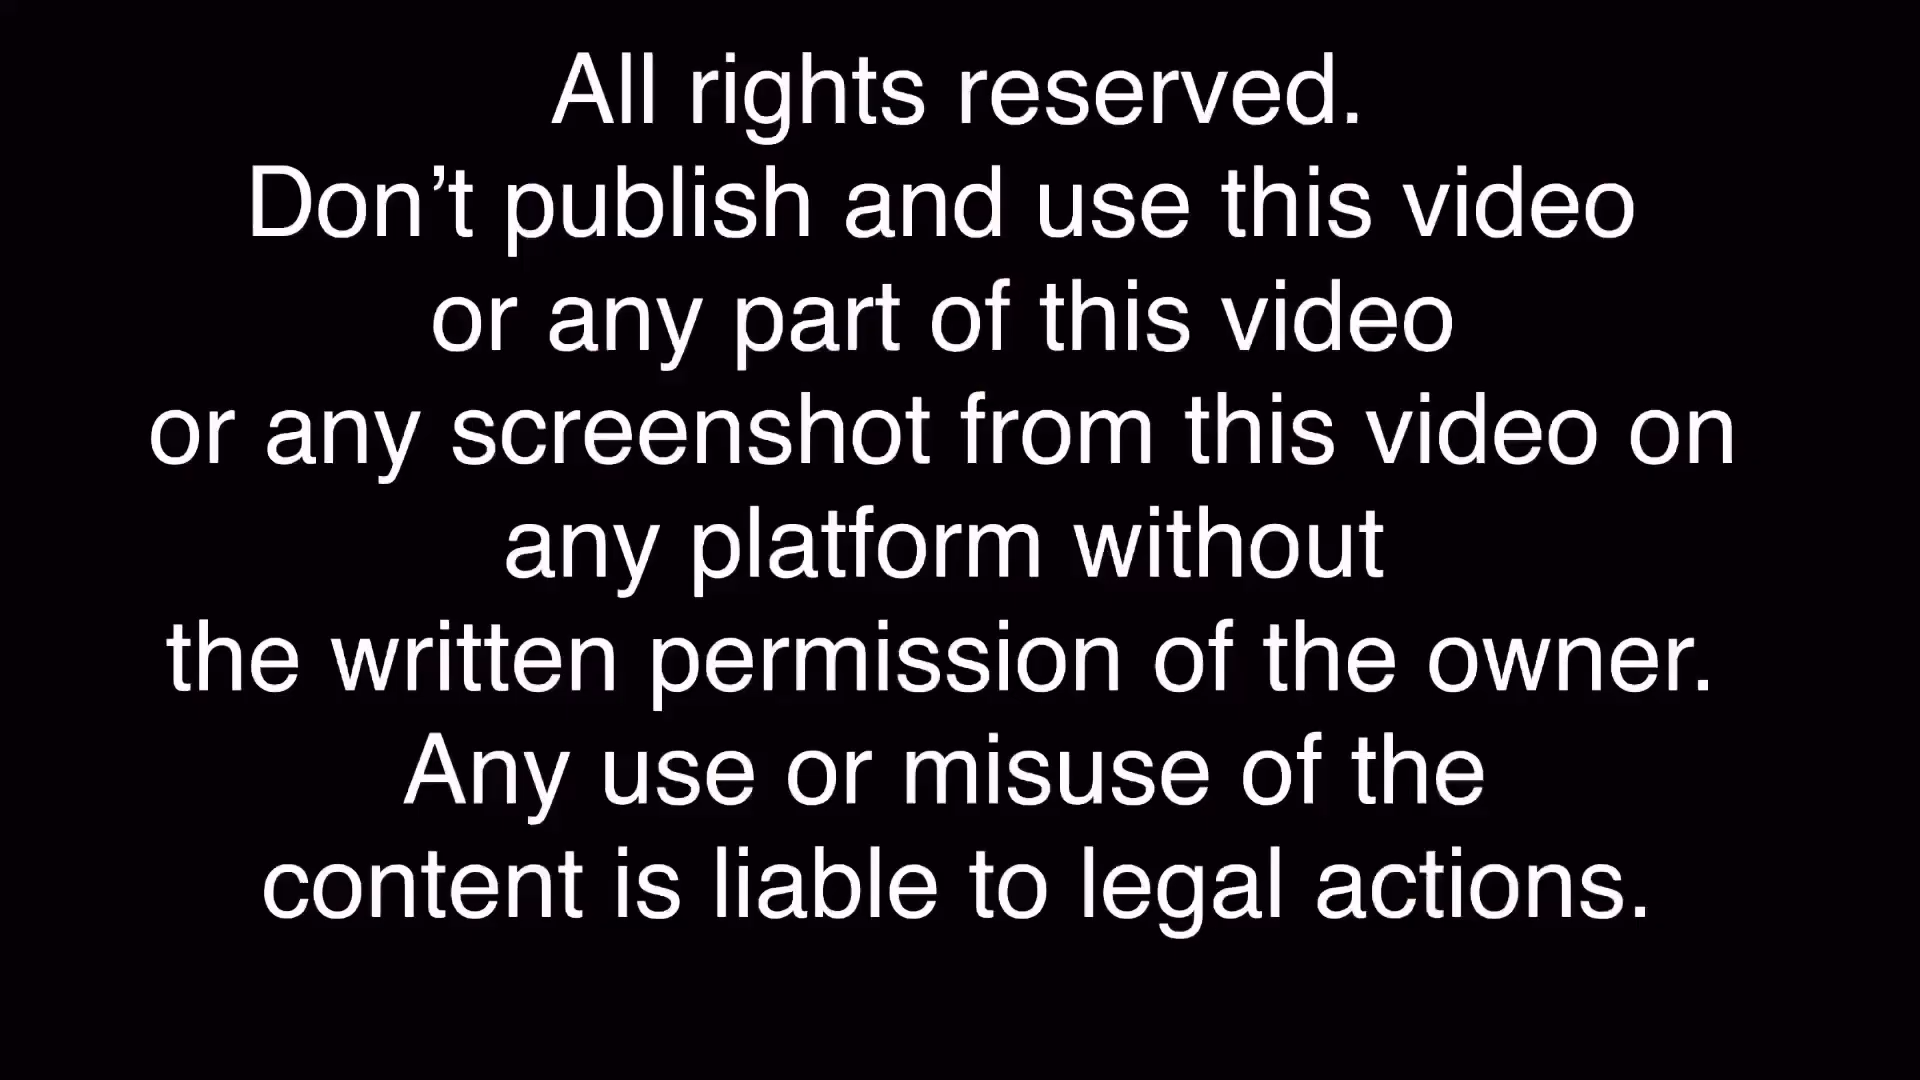 All rights reserved.
Don’t publish and use this video
or any part of this video
or any screenshot from this video on
any platform without
the written permission of the owner.
Any use or misuse of the
content is liable to legal actions.